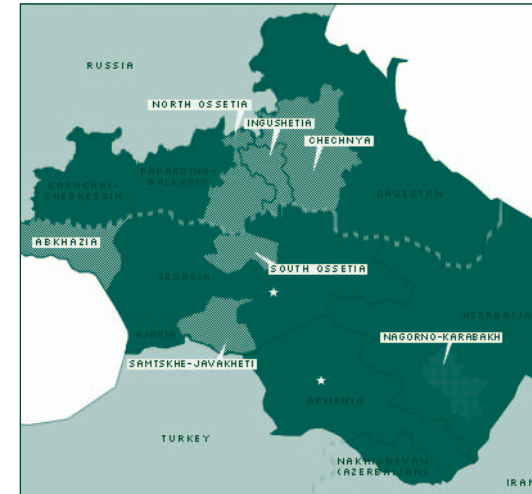 RUSSIA
NORTH OSSETIA
INGUSHETIA
CHECHNYA
KARACHAI-
CHERKESSIA
KABARDINO-
BALKARIA
DAGESTAN
ABKHAZIA
GEORGIA
SOUTH OSSETIA
AZERBAIJA
AJARIA
NAGORNO-KARABAKH
SAMTSKHE-JAVAKHETI
ARMENIA
TURKEY
NAKHICHEVAN
(AZERBAIJAN)
IRAN